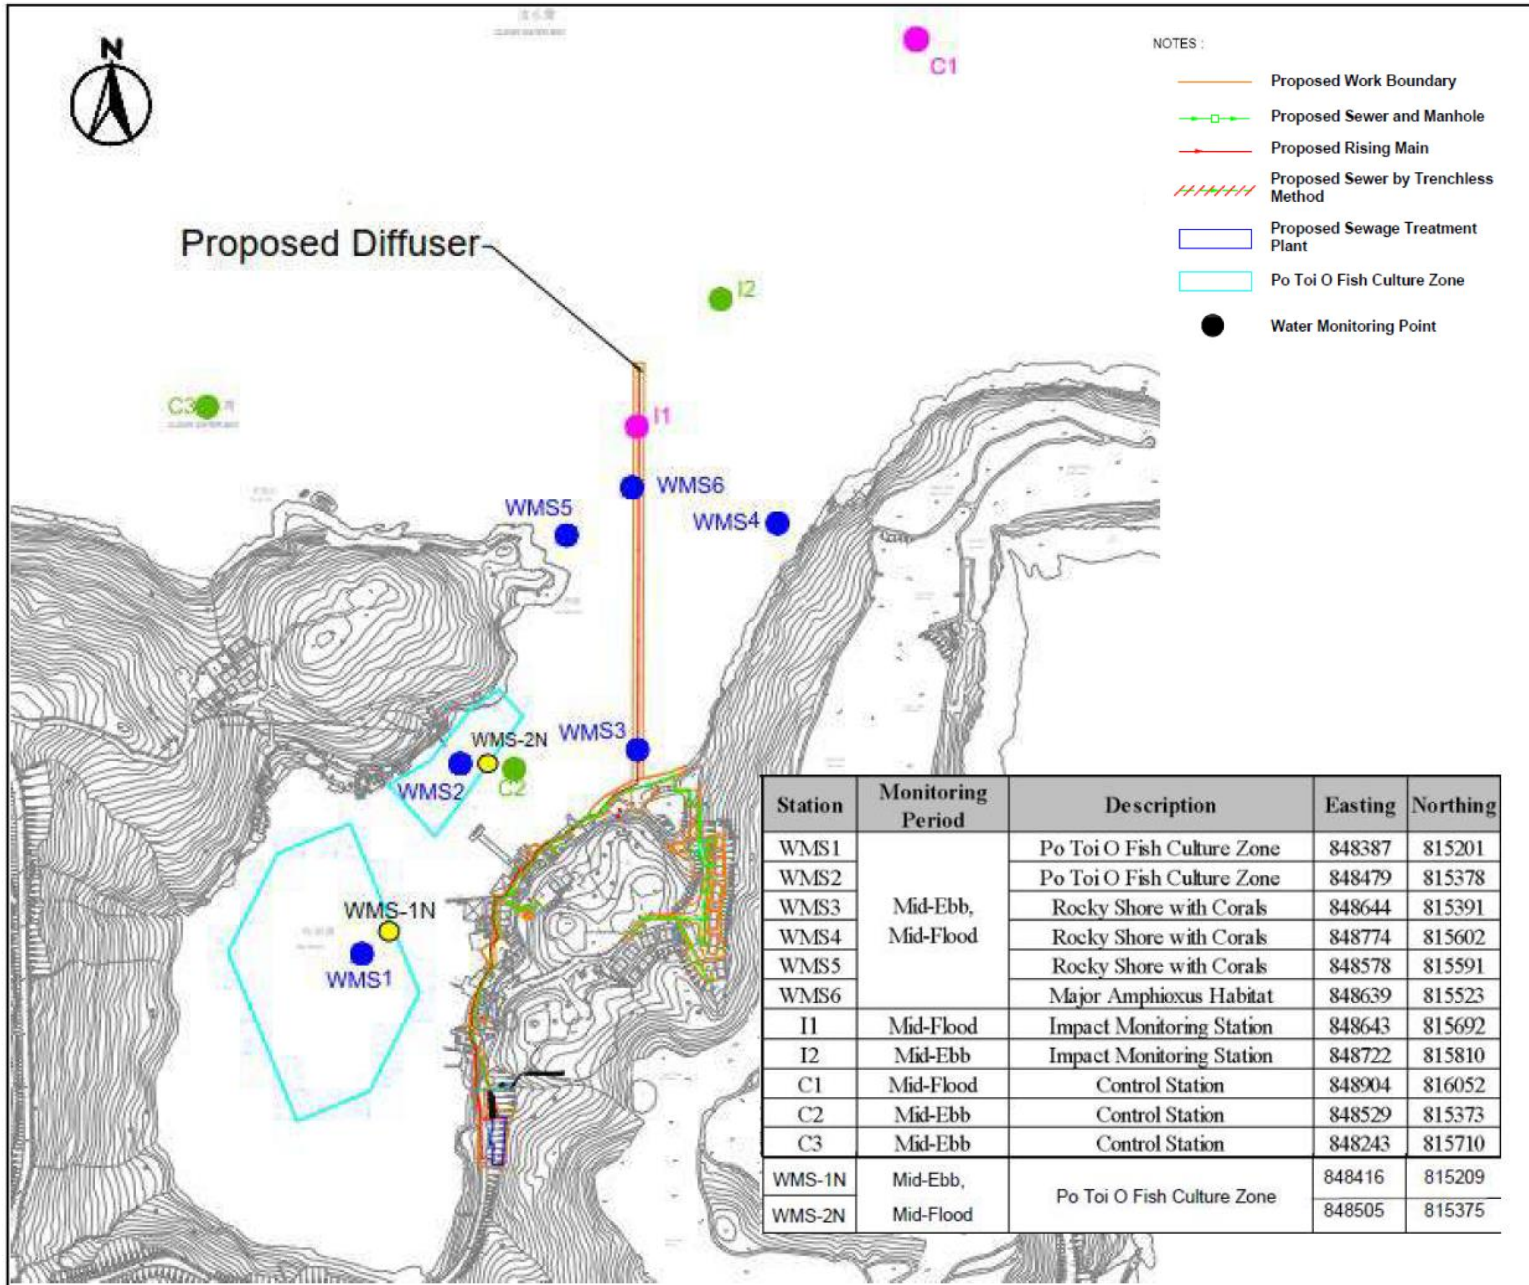 N
C1
NOTES :
Proposed Work Boundary
Proposed Sewer and Manhole
Proposed Rising Main
Proposed Sewer by Trenchless
Method
Proposed Sewage Treatment
Plant
Po Toi O Fish Culture Zone
Water Monitoring Point
Proposed Diffuser
I2
C3
I1
WMS6
WMS5
WMS4
WMS3
WMS-2N
WMS2
C2
WMS-1N
WMS1
Station Monitoring Period Description Easting Northing
WMS1 Po Toi O Fish Culture Zone 848387 815201
WMS2 Po Toi O Fish Culture Zone 848479 815378
WMS3 Mid-Ebb, Rocky Shore with Corals 848644 815391
WMS4 Mid-Flood Rocky Shore with Corals 848774 815602
WMS5 Rocky Shore with Corals 848578 815591
WMS6 Major Amphioxus Habitat 848639 815523
I1 Mid-Flood Impact Monitoring Station 848643 815692
I2 Mid-Ebb Impact Monitoring Station 848722 815810
C1 Mid-Flood Control Station 848904 816052
C2 Mid-Ebb Control Station 848529 815373
C3 Mid-Ebb Control Station 848243 815710
WMS-1N Mid-Ebb, Po Toi O Fish Culture Zone 848416 815209
WMS-2N Mid-Flood 848505 815375